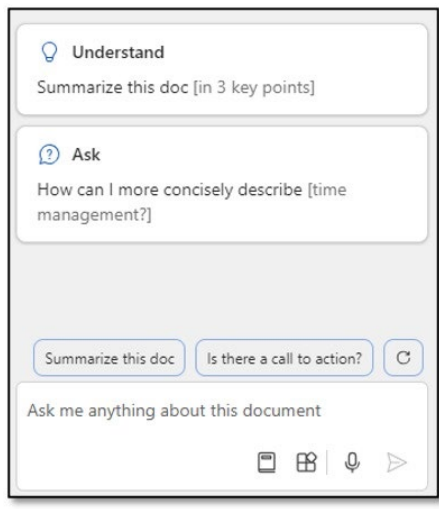 Understand
Summarize this doc [in 3 key points]
Ask
How can I more concisely describe [time
management?]
Summarize this doc
Is there a call to action?
Ask me anything about this document